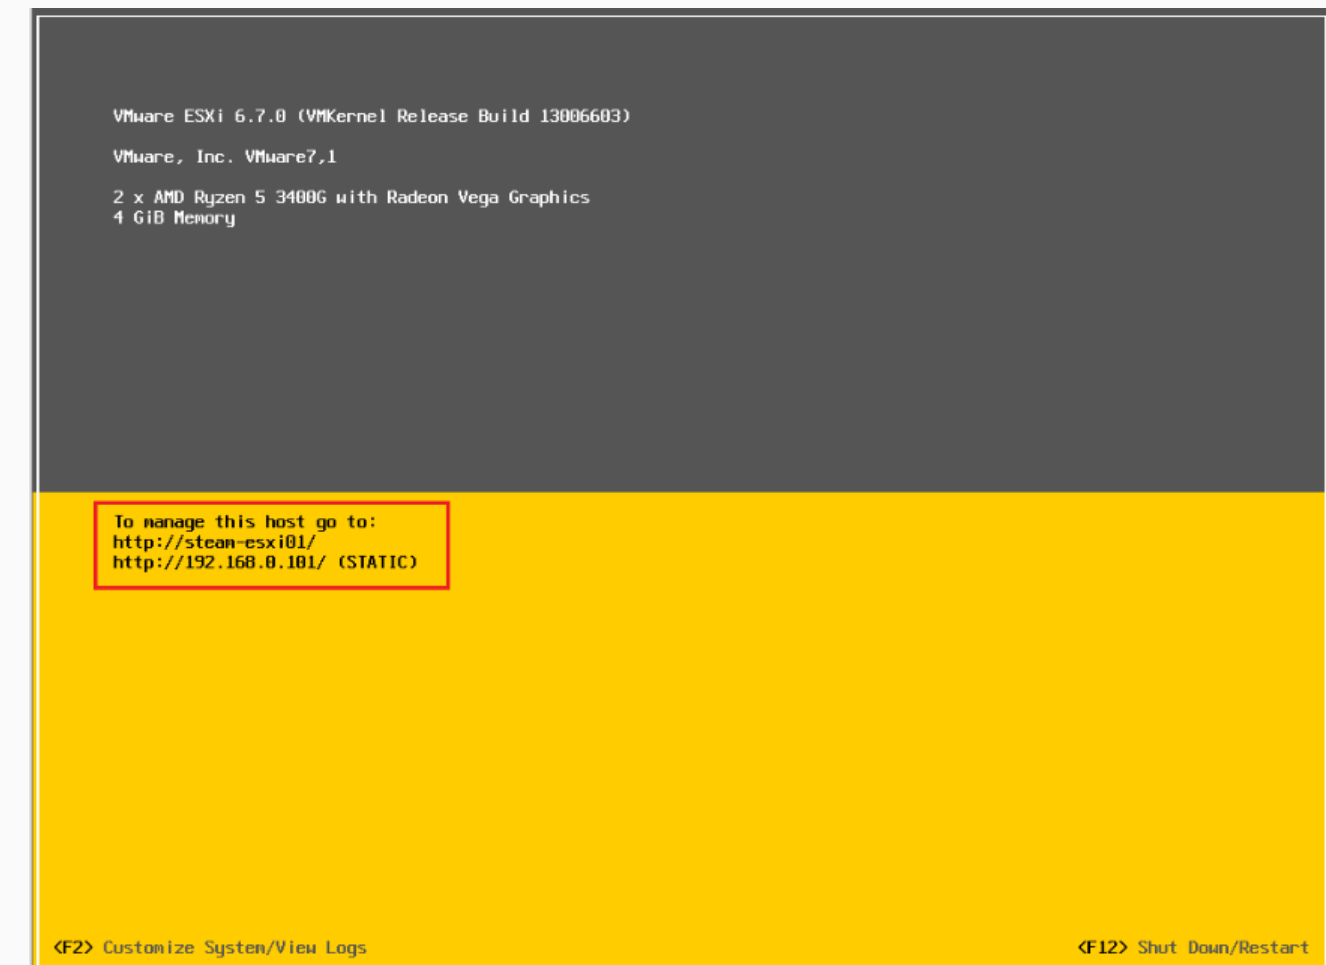 VMware ESXi 6.7.0 (VMKernel Release Build 13006603)
VMware, Inc. VMware7,1
2 x AMD Ryzen 5 3400G with Radeon Vega Graphics
4 GiB Memory
To manage this host go to:
http://steam-esxi01/
http://192.168.0.101/ (STATIC)
<F2> Customize System/View Logs
<F12> Shut Down/Restart